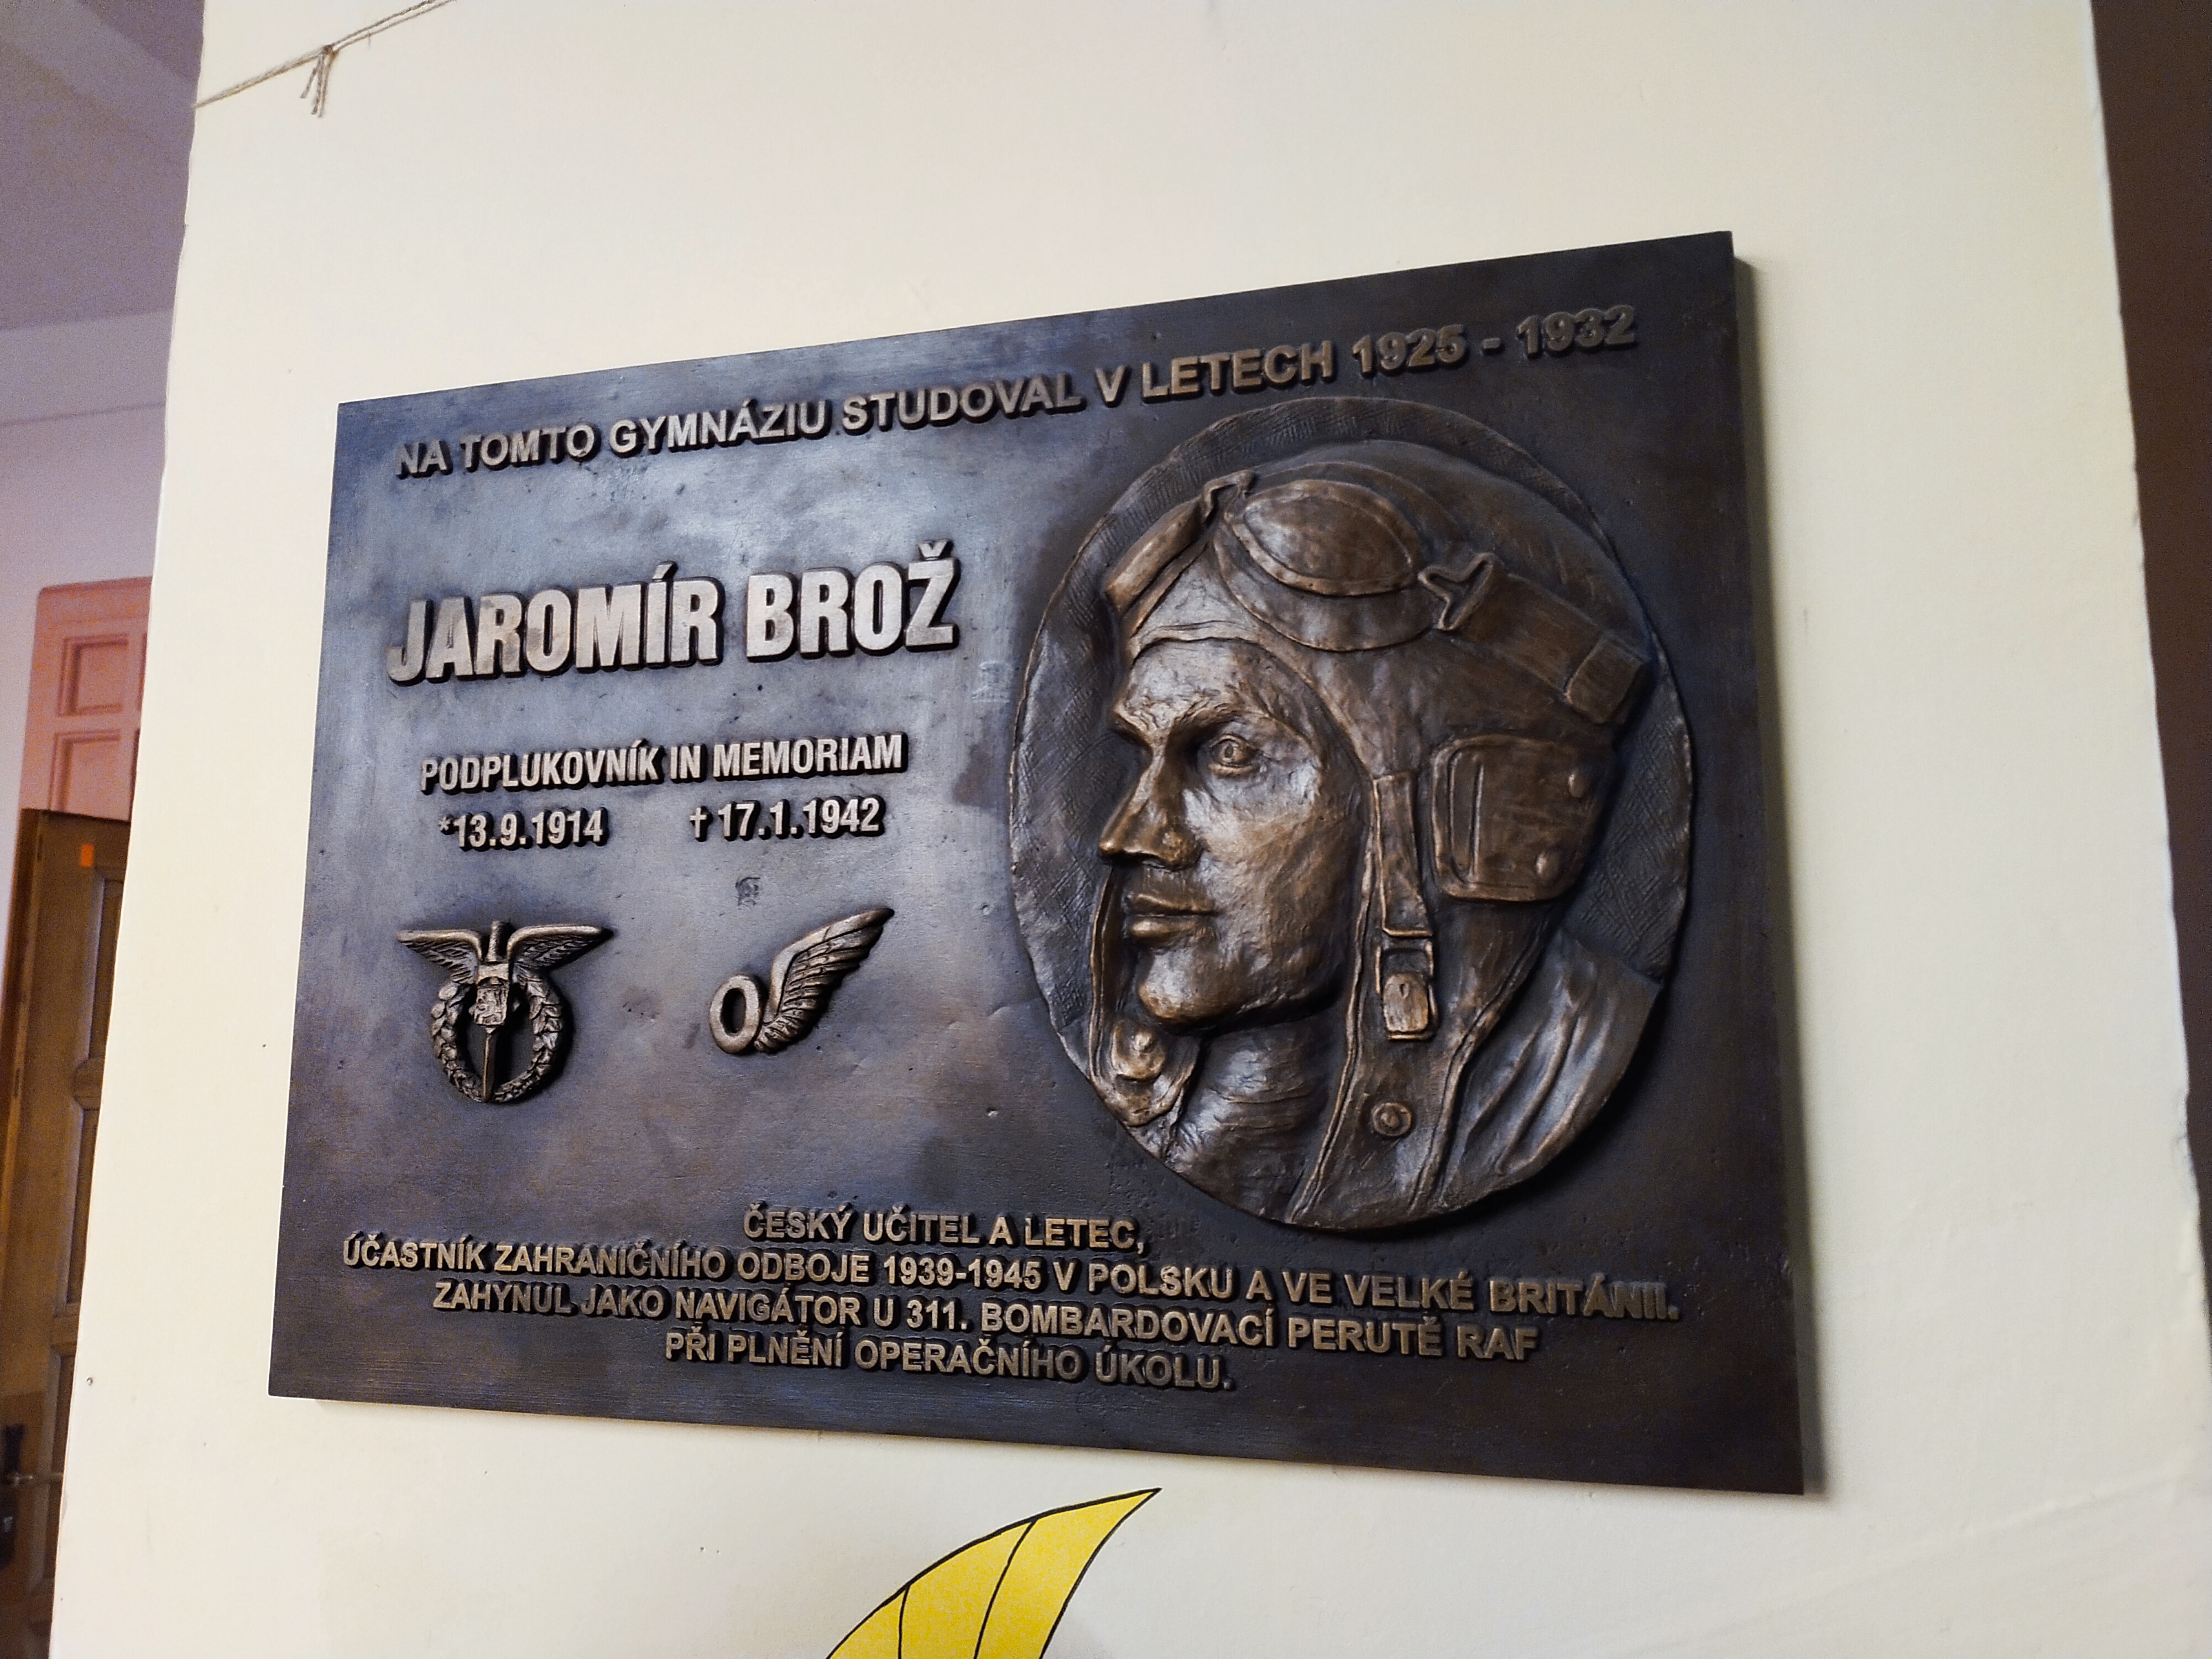 NA TOMTO GYMNÁZIU STUDOVAL V LETECH 1925 - 1932
JAROMÍR BROŽ
PODPLUKOVNÍK IN MEMORIAM
*13.9.1914 †17.1.1942
ČESKÝ UČITEL A LETEC,
ÚČASTNÍK ZAHRANIČNÍHO ODBOJE 1939-1945 V POLSKU A VE VELKÉ BRITÁNII.
ZAHYNUL JAKO NAVIGÁTOR U 311. BOMBARDOVACÍ PERUTĚ RAF
PŘI PLNĚNÍ OPERAČNÍHO ÚKOLU.